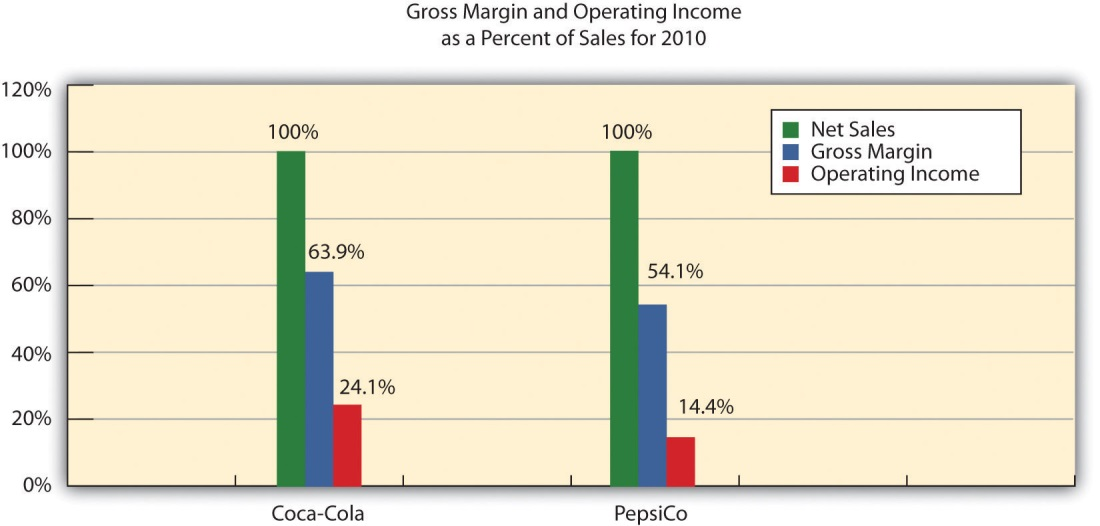 Gross Margin and Operating Income
as a Percent of Sales for 2010
120%
100%
80%
60%
40%
20%
0%
100%
63.9%
24.1%
100%
54.1%
14.4%
Net Sales
Gross Margin
Operating Income
Coca-Cola
PepsiCo